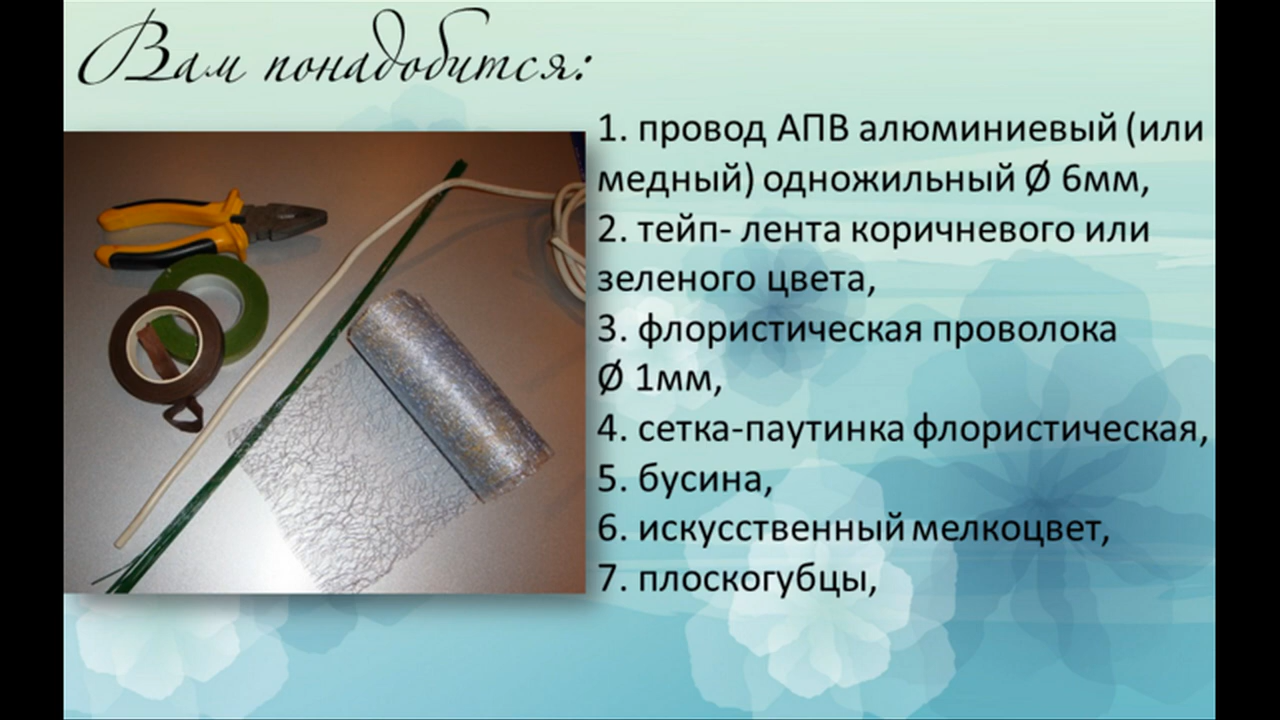 Вам понадобится:
1. провод АПВ алюминиевый (или
медный) одножильный Ø 6мм,
2. тейп- лента коричневого или
зеленого цвета,
3. флористическая проволока
Ø 1мм,
4. сетка-паутинка флористическая,
5. бусина,
6. искусственный мелкоцвет,
7. плоскогубцы,